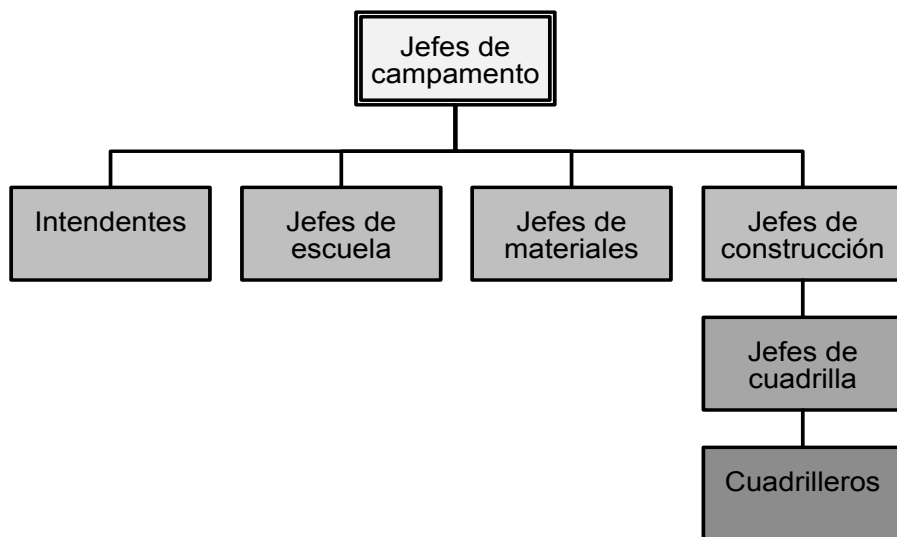 Jefes de
campamento
Intendentes
Jefes de
escuela
Jefes de
materiales
Jefes de
construcción
Jefes de
cuadrilla
Cuadrilleros